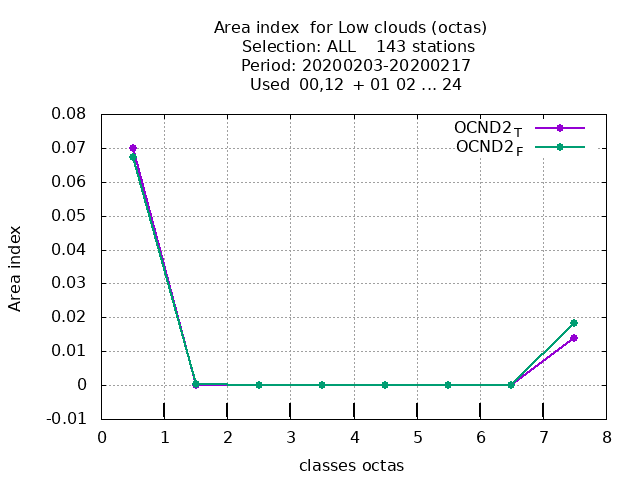 Area index  for Low clouds (octas)
Selection: ALL    143 stations
Period: 20200203-20200217
Used  00,12  + 01 02 ... 24
OCND2_T
OCND2_F
0.08
0.07
0.06
0.05
0.04
0.03
0.02
0.01
0
-0.01
Area index
0 1 2 3 4 5 6 7 8
classes octas